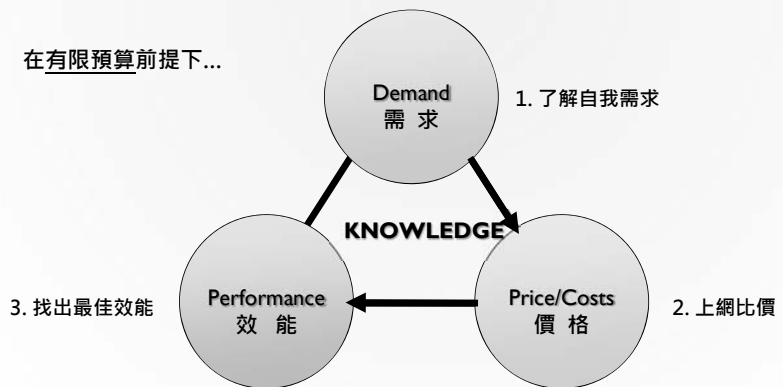 在有限預算前提下...
Demand
需 求
1. 了解自我需求
KNOWLEDGE
Performance
效 能
3. 找出最佳效能
Price/Costs
價 格
2. 上網比價